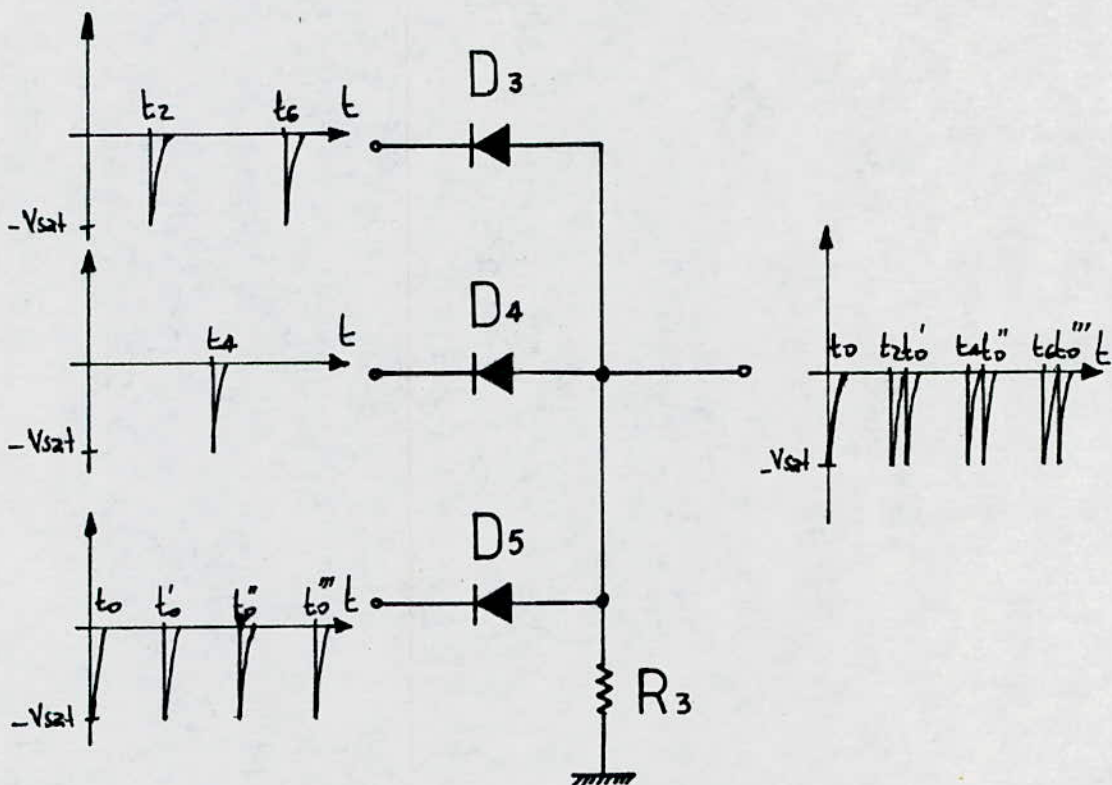 t2 t6 t
-Vsat
D3
t4 t
-Vsat
D4
t0 t2 t0' t4 t0'' t6 t0''' t
-Vsat
t0 t0' t0'' t0''' t
-Vsat
D5
R3